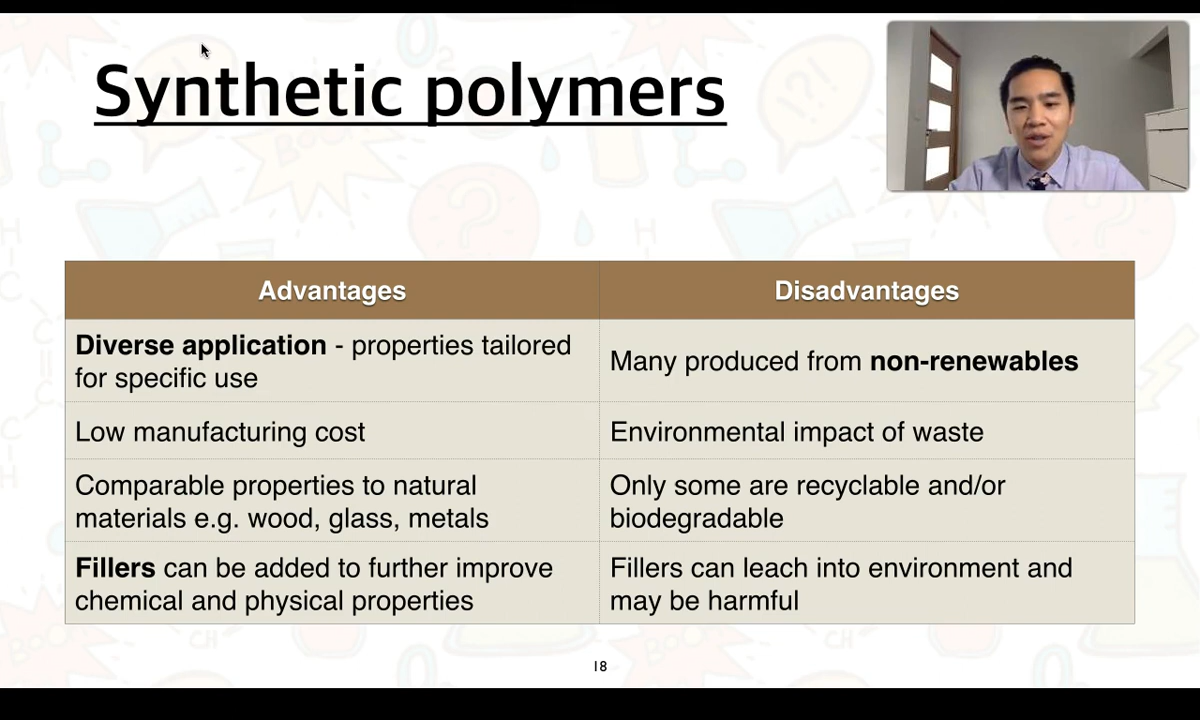 Synthetic polymers
Advantages
Disadvantages
Diverse application - properties tailored
for specific use
Many produced from non-renewables
Low manufacturing cost
Environmental impact of waste
Comparable properties to natural
materials e.g. wood, glass, metals
Only some are recyclable and/or
biodegradable
Fillers can be added to further improve
chemical and physical properties
Fillers can leach into environment and
may be harmful
18